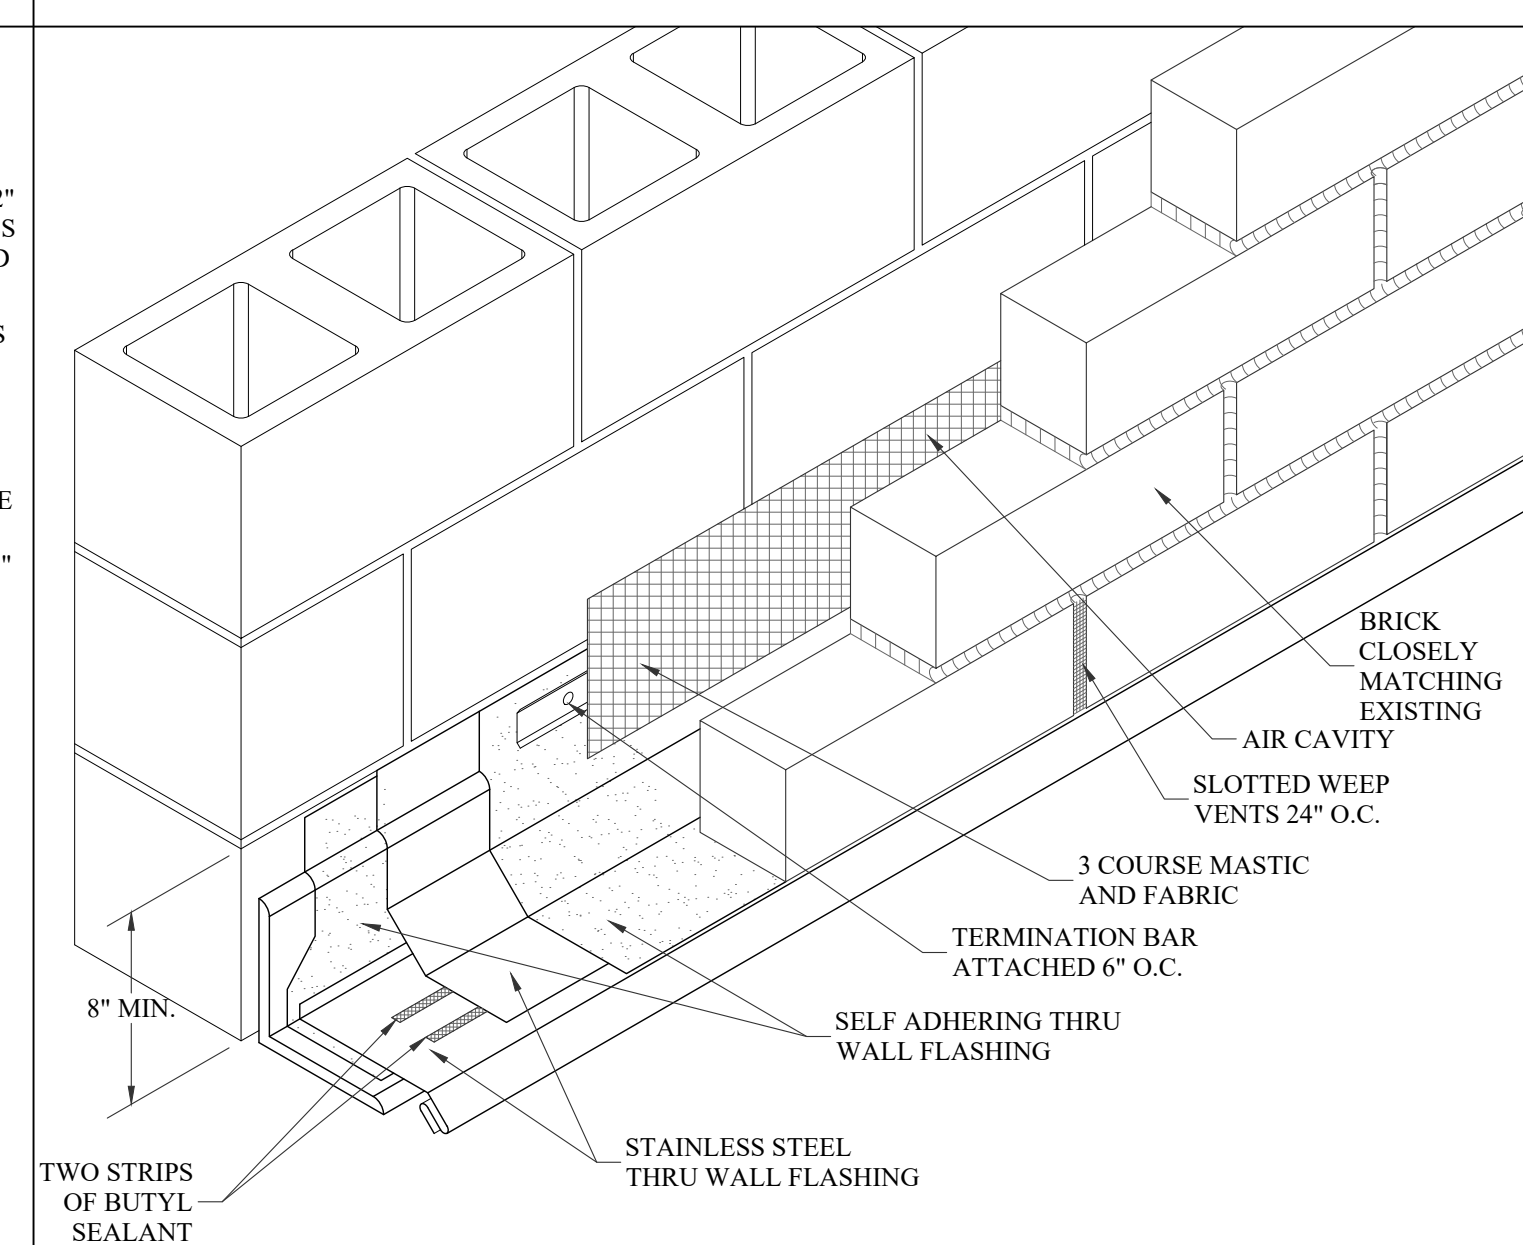 2"
S
D
S
E
"
BRICK
CLOSELY
MATCHING
EXISTING
AIR CAVITY
SLOTTED WEEP
VENTS 24" O.C.
3 COURSE MASTIC
AND FABRIC
TERMINATION BAR
ATTACHED 6" O.C.
8" MIN.
SELF ADHERING THRU
WALL FLASHING
STAINLESS STEEL
THRU WALL FLASHING
TWO STRIPS
OF BUTYL
SEALANT